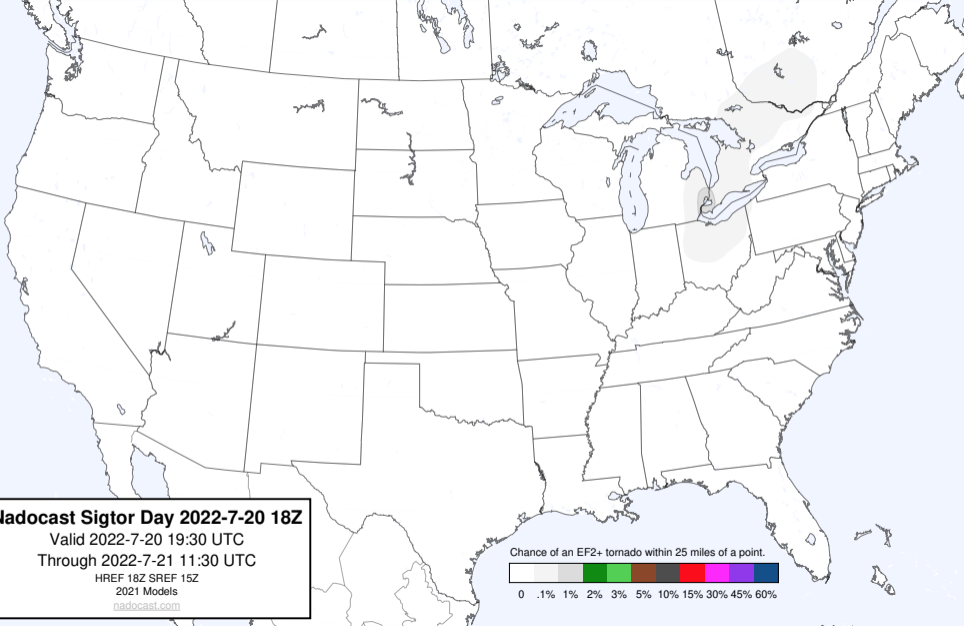 Nadocast Sigtor Day 2022-7-20 18Z
Valid 2022-7-20 19:30 UTC
Through 2022-7-21 11:30 UTC
HREF 18Z SREF 15Z
2021 Models
nadocast.com
Chance of an EF2+ tornado within 25 miles of a point.
0 .1% 1% 2% 3% 5% 10% 15% 30% 45% 60%